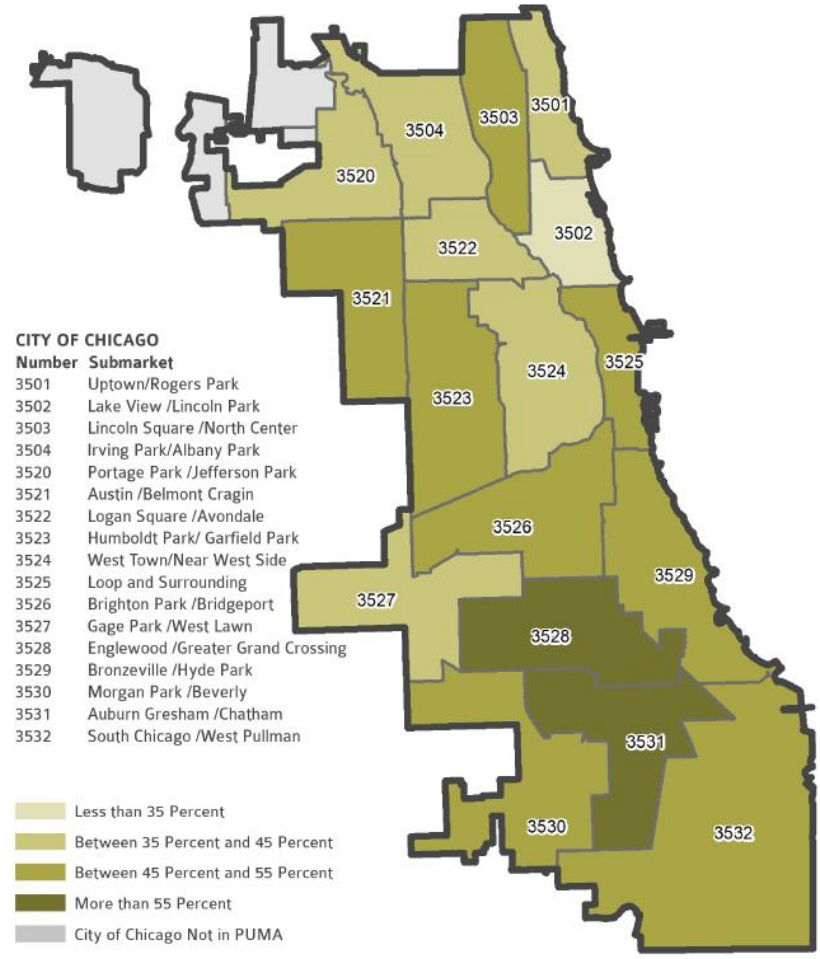 3501
3503
3504
3520
3502
3522
3521
3525
3524
3523
CITY OF CHICAGO
Number Submarket
3501 Uptown/Rogers Park
3502 Lake View /Lincoln Park
3503 Lincoln Square /North Center
3504 Irving Park/Albany Park
3520 Portage Park /Jefferson Park
3521 Austin /Belmont Cragin
3522 Logan Square /Avondale
3523 Humboldt Park/ Garfield Park
3524 West Town/Near West Side
3525 Loop and Surrounding
3526 Brighton Park /Bridgeport
3527 Gage Park /West Lawn
3528 Englewood /Greater Grand Crossing
3529 Bronzeville /Hyde Park
3530 Morgan Park /Beverly
3531 Auburn Gresham /Chatham
3532 South Chicago /West Pullman
3526
3529
3527
3528
3531
3530
3532
Less than 35 Percent
Between 35 Percent and 45 Percent
Between 45 Percent and 55 Percent
More than 55 Percent
City of Chicago Not in PUMA